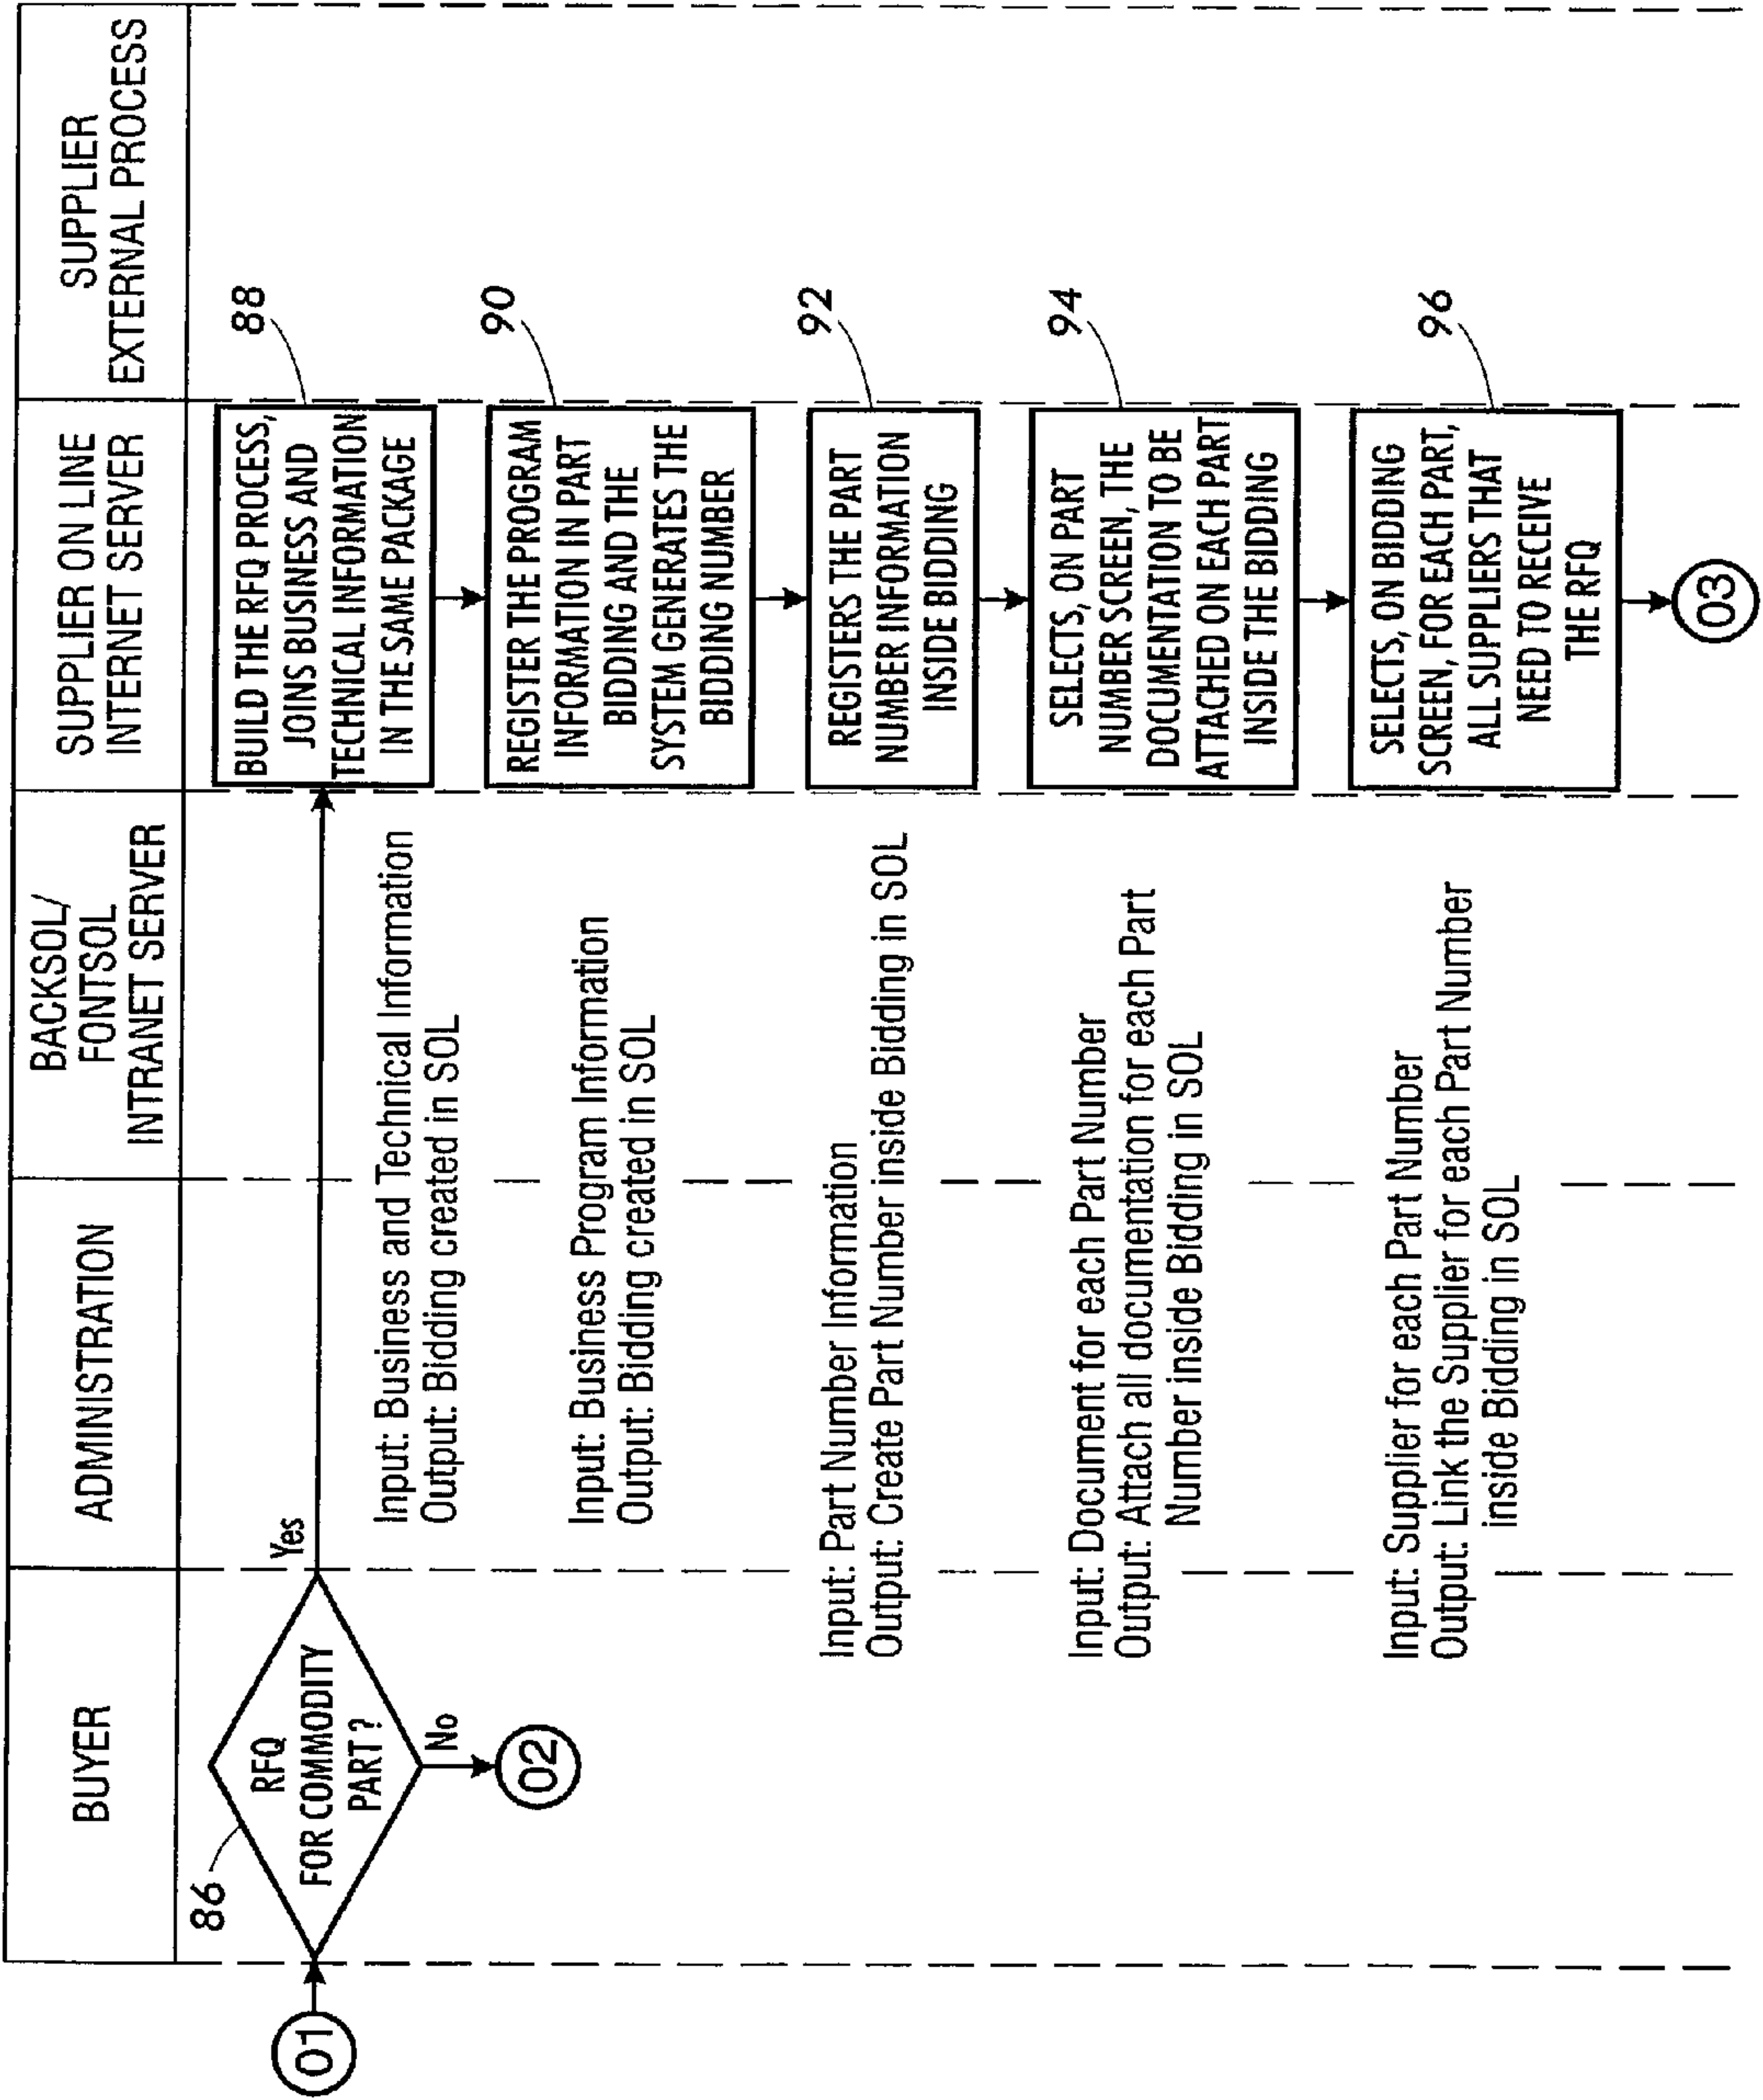 BUYER
ADMINISTRATION
BACKSOL/
FONTSOL
INTRANET SERVER
SUPPLIER ON LINE
INTERNET SERVER
SUPPLIER
EXTERNAL PROCESS
01
86
RFQ
FOR COMMODITY
PART?
Yes
No
02
88
BUILD THE RFQ PROCESS,
JOINS BUSINESS AND
TECHNICAL INFORMATION
IN THE SAME PACKAGE
Input: Business and Technical Information
Output: Bidding created in SOL
90
REGISTER THE PROGRAM
INFORMATION IN PART
BIDDING AND THE
SYSTEM GENERATES THE
BIDDING NUMBER
Input: Business Program Information
Output: Bidding created in SOL
92
REGISTERS THE PART
NUMBER INFORMATION
INSIDE BIDDING
Input: Part Number Information
Output: Create Part Number inside Bidding in SOL
94
SELECTS, ON PART
NUMBER SCREEN, THE
DOCUMENTATION TO BE
ATTACHED ON EACH PART
INSIDE THE BIDDING
Input: Document for each Part Number
Output: Attach all documentation for each Part
Number inside Bidding in SOL
96
SELECTS, ON BIDDING
SCREEN, FOR EACH PART,
ALL SUPPLIERS THAT
NEED TO RECEIVE
THE RFQ
Input: Supplier for each Part Number
Output: Link the Supplier for each Part Number
inside Bidding in SOL
03